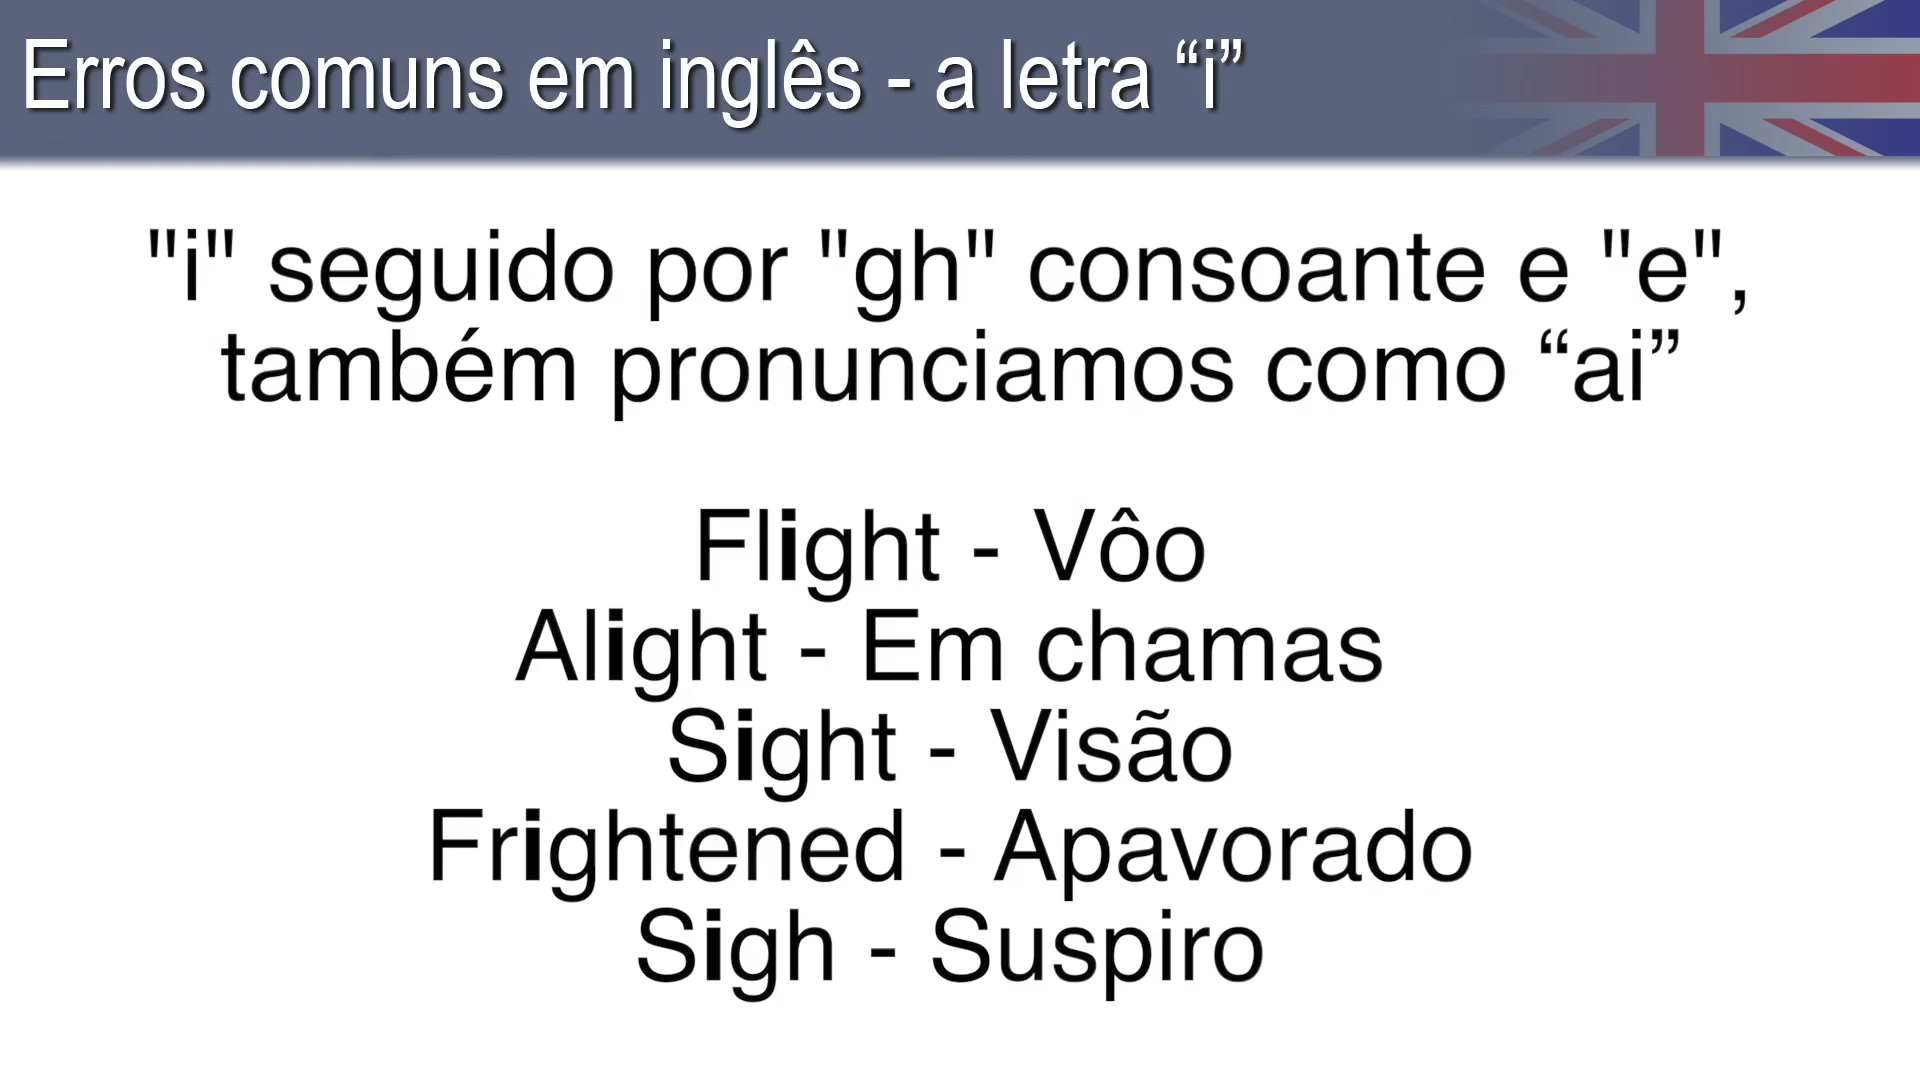 Erros comuns em inglês - a letra “i”
"i" seguido por "gh" consoante e "e",
também pronunciamos como “ai”
Flight - Vôo
Alight - Em chamas
Sight - Visão
Frightened - Apavorado
Sigh - Suspiro